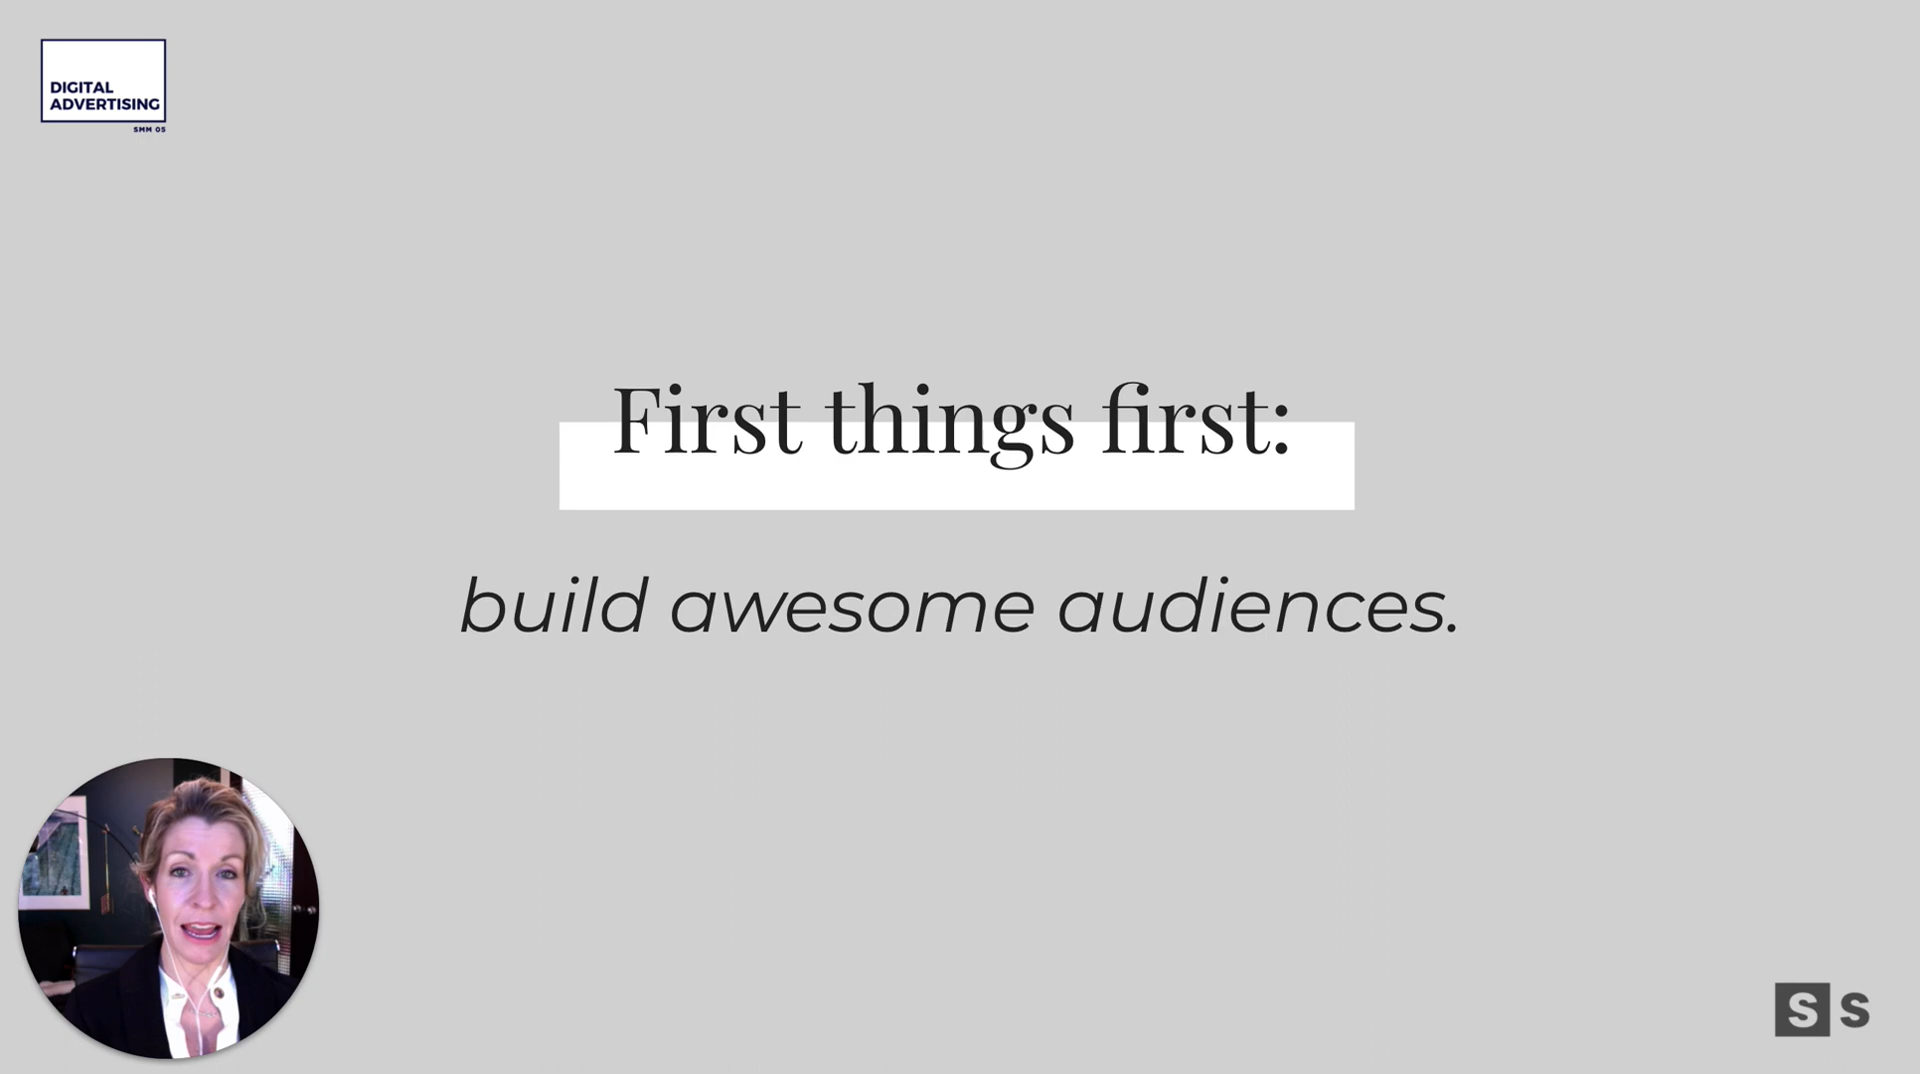 DIGITAL
ADVERTISING
SMM 05
First things first:
build awesome audiences.
S S